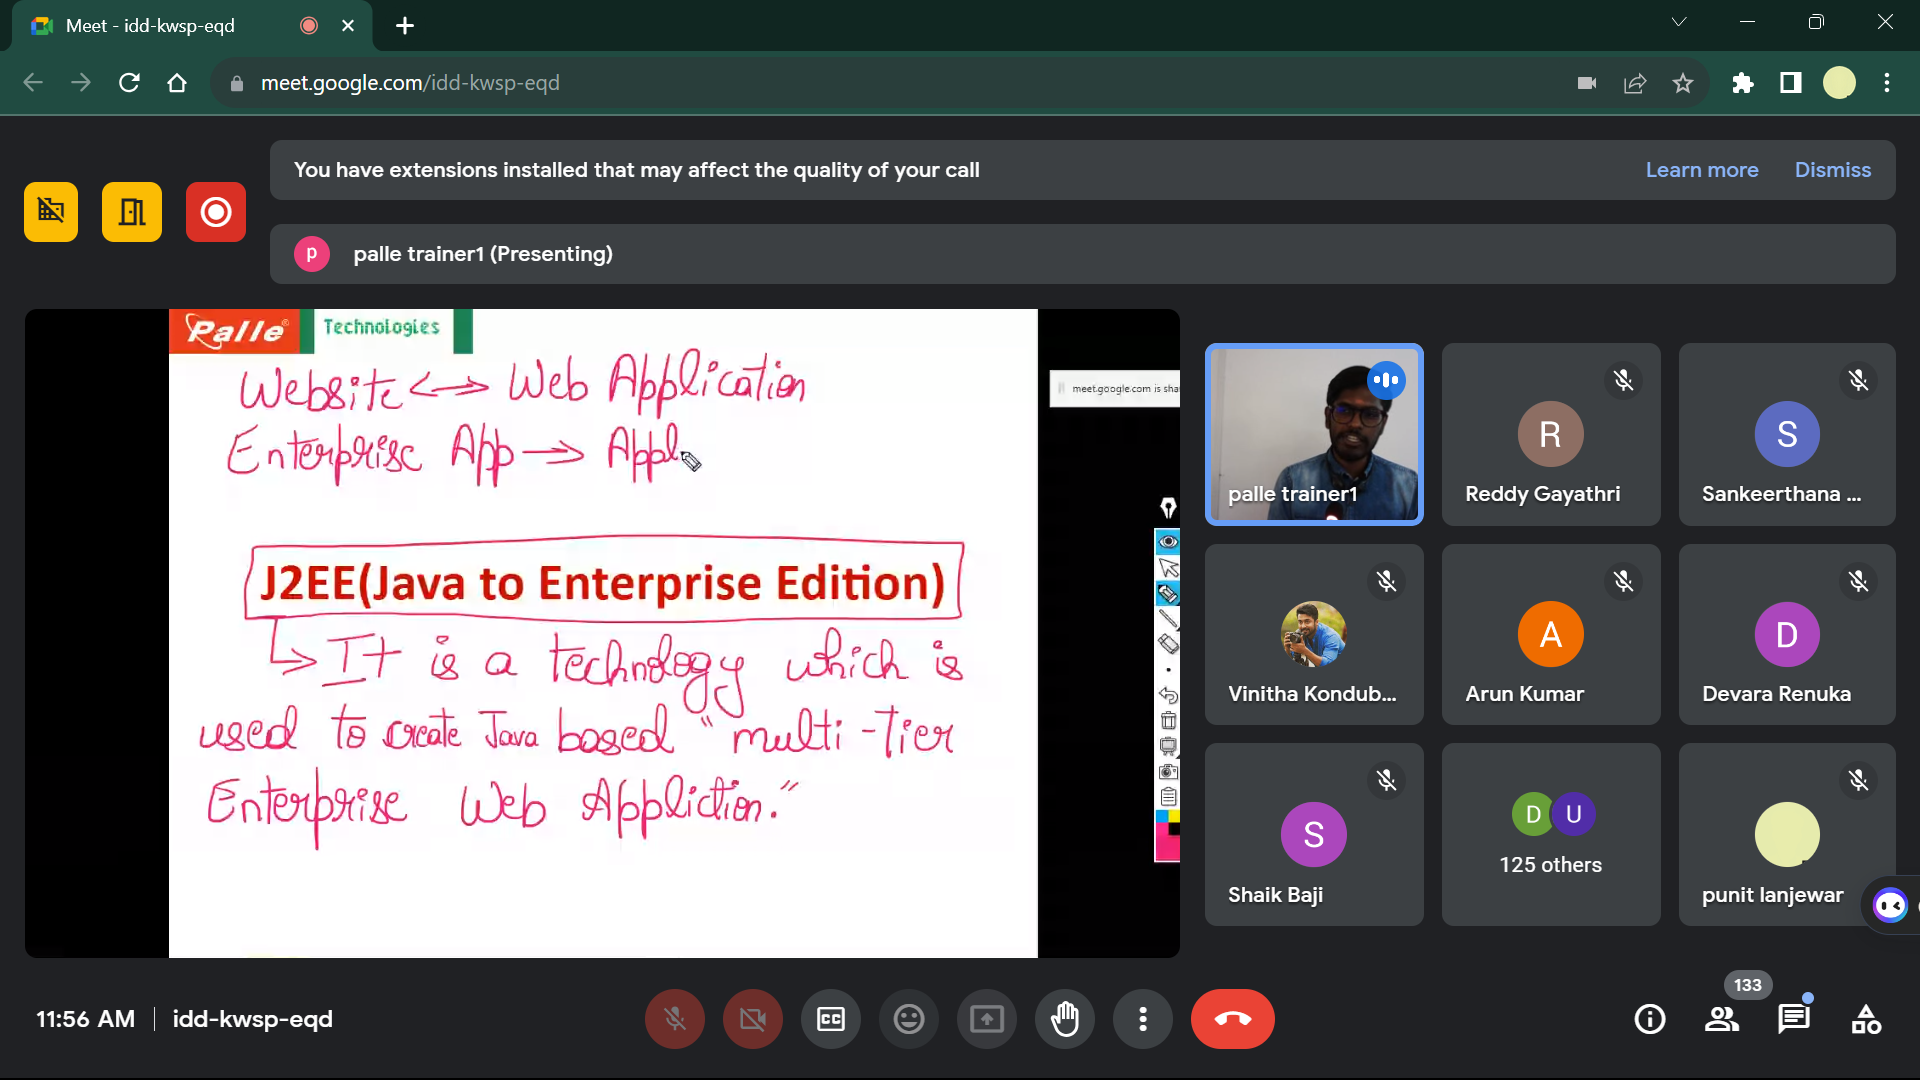 Meet - idd-kwsp-eqd
meet.google.com/idd-kwsp-eqd
You have extensions installed that may affect the quality of your call
Learn more
Dismiss
p
palle trainer1 (Presenting)
Palle® Technologies
Website <-> Web Application
Enterprise App → Appl
J2EE(Java to Enterprise Edition)
↳ It is a technology which is
used to create Java based "multi-Tier
Enterprise Web Appliction."
meet.google.com is sha
palle trainer1
R
Reddy Gayathri
S
Sankeerthana ...
Vinitha Kondub...
A
Arun Kumar
D
Devara Renuka
S
Shaik Baji
D U
125 others
punit lanjewar
11:56 AM
idd-kwsp-eqd
CC
133